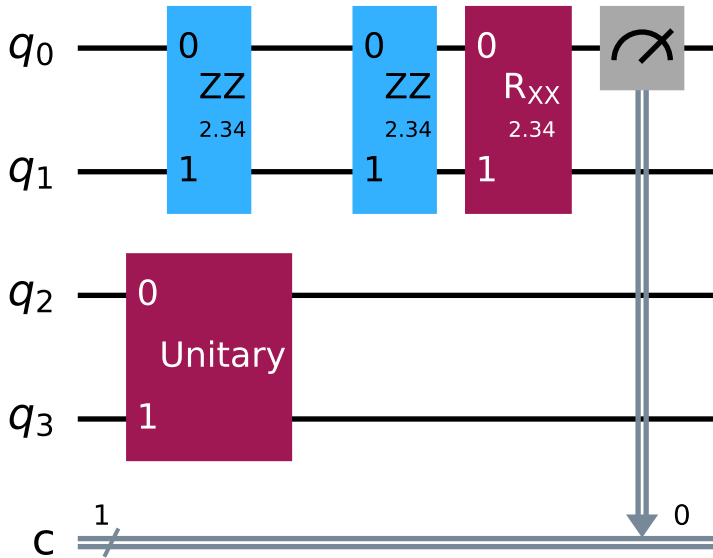 q0 0 0 0
ZZ ZZ RXX
2.34 2.34 2.34
q1 1 1 1
q2 0
Unitary
q3 1
1 0
c